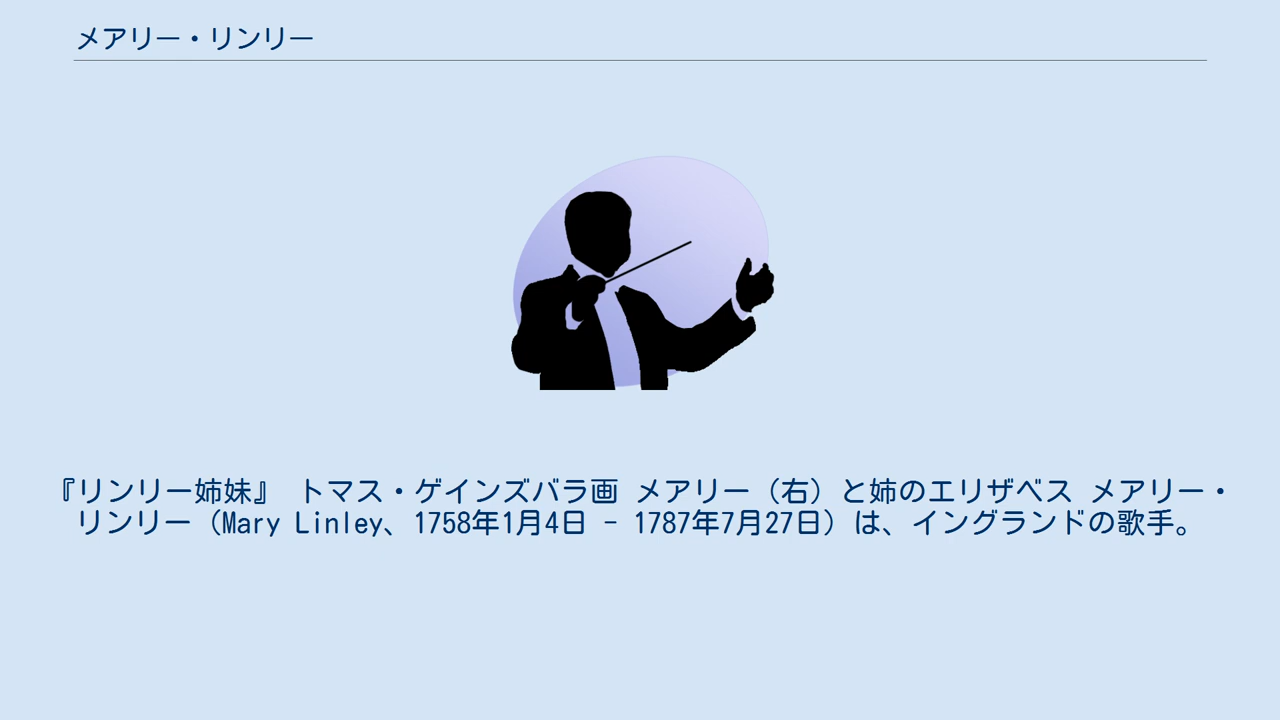 メアリー・リンリー
『リンリー姉妹』 トマス・ゲインズバラ画 メアリー（右）と姉のエリザベス メアリー・
リンリー（Mary Linley、1758年1月4日 - 1787年7月27日）は、イングランドの歌手。